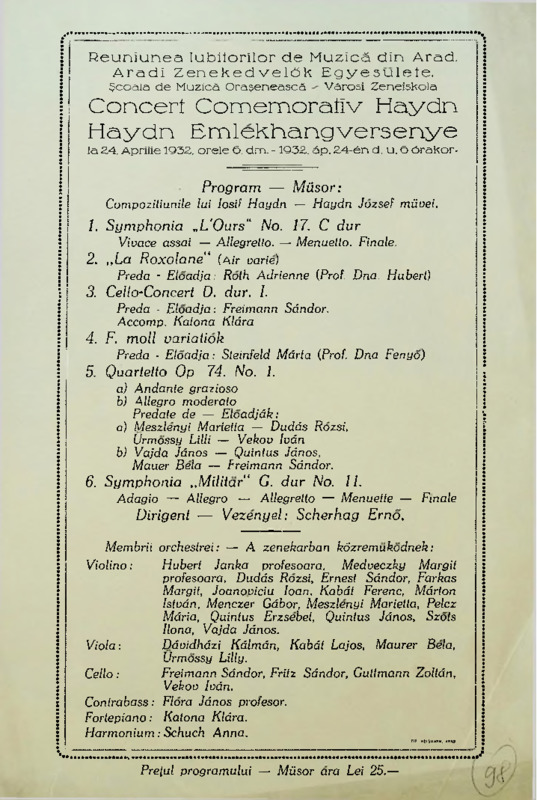 Reuniunea Iubitorilor de Muzică din Arad.
Aradi Zenekedvelők Egyesülete.
Școala de Muzică Orașenească - Városi Zeneiskola
Concert Comemorativ Haydn
Haydn Emlékhangversenye
la 24. Aprilie 1932, orele 6. dm. - 1932. áp. 24-én d. u. 6 órakor.
Program — Műsor:
Compozițiunile lui Iosif Haydn — Haydn József müvei.
1. Symphonia „L'Ours" No. 17. C dur
Vivace assai — Allegretto. — Menuetto. Finale.
2. „La Roxolane" (Air varié)
Preda - Előadja: Róth Adrienne (Prof. Dna Hubert)
3. Cello-Concert D. dur. I.
Preda - Előadja: Freimann Sándor.
Accomp. Katona Klára
4. F. moll variatiók
Preda - Előadja: Steinfeld Márta (Prof. Dna Fenyő)
5. Quartetto Op 74. No. 1.
a) Andante grazioso
b) Allegro moderato
Predate de — Előadják:
a) Meszlényi Marietta — Dudás Rózsi,
Ürmőssy Lilli — Vekov Iván
b) Vajda János — Quintus János,
Mauer Béla — Freimann Sándor.
6. Symphonia „Militär" G. dur No. 11.
Adagio — Allegro — Allegretto — Menuette — Finale
Dirigent — Vezényel: Scherhag Ernő.
Membrii orchestrei: — A zenekarban közremüködnek:
Violino: Hubert Janka profesoara, Medveczky Margit
profesoara, Dudás Rózsi, Ernest Sándor, Farkas
Margit, Joanoviciu Ioan, Kabát Ferenc, Márton
István, Menczer Gábor, Meszlényi Marietta, Pelcz
Mária, Quintus Erzsébet, Quintus János, Szőts
Ilona, Vajda János.
Viola: Dávidházi Kálmán, Kabát Lajos, Maurer Béla,
Ürmőssy Lilly.
Cello: Freimann Sándor, Fritz Sándor, Guttmann Zoltán,
Vekov Iván.
Contrabass: Flóra János profesor.
Fortepiano: Katona Klára.
Harmonium: Schuch Anna.
Prețul programului — Müsor ára Lei 25.—
98